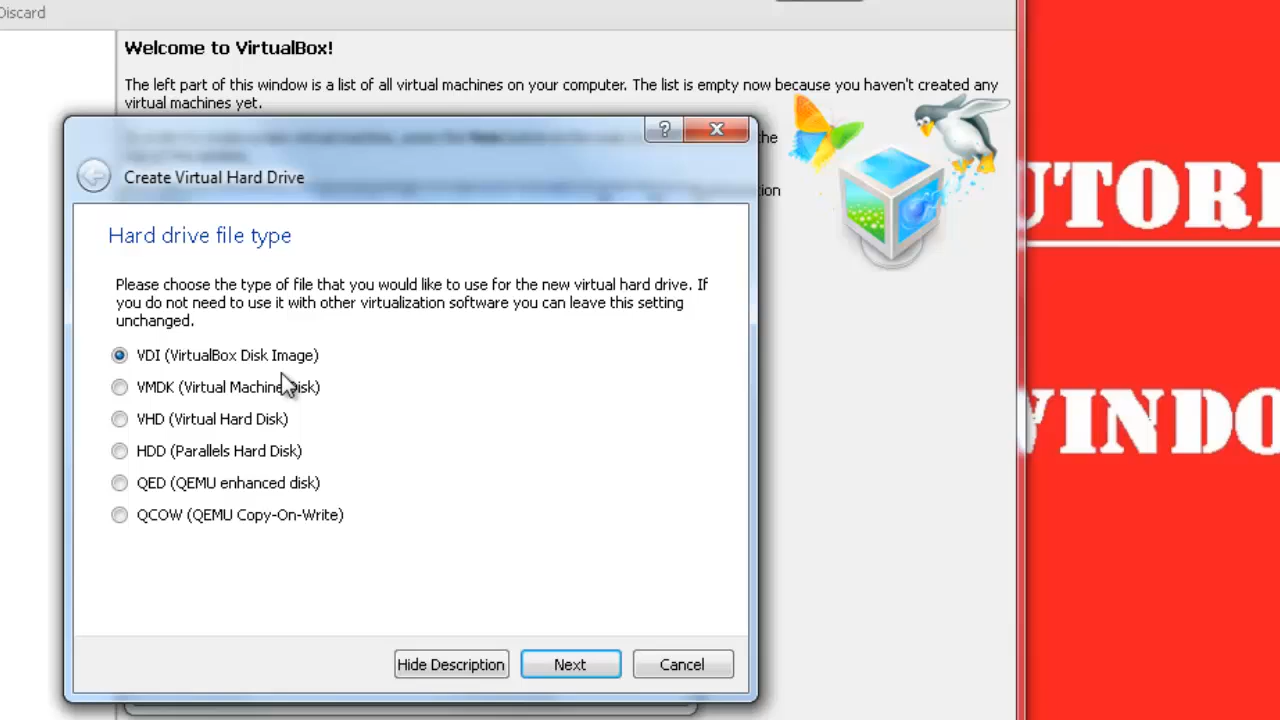 Discard
Welcome to VirtualBox!
The left part of this window is a list of all virtual machines on your computer. The list is empty now because you haven't created any
virtual machines yet.
the
Create Virtual Hard Drive
Hard drive file type
Please choose the type of file that you would like to use for the new virtual hard drive. If
you do not need to use it with other virtualization software you can leave this setting
unchanged.
VDI (VirtualBox Disk Image)
VMDK (Virtual Machine Disk)
VHD (Virtual Hard Disk)
HDD (Parallels Hard Disk)
QED (QEMU enhanced disk)
QCOW (QEMU Copy-On-Write)
Hide Description
Next
Cancel
UTORI
WINDO